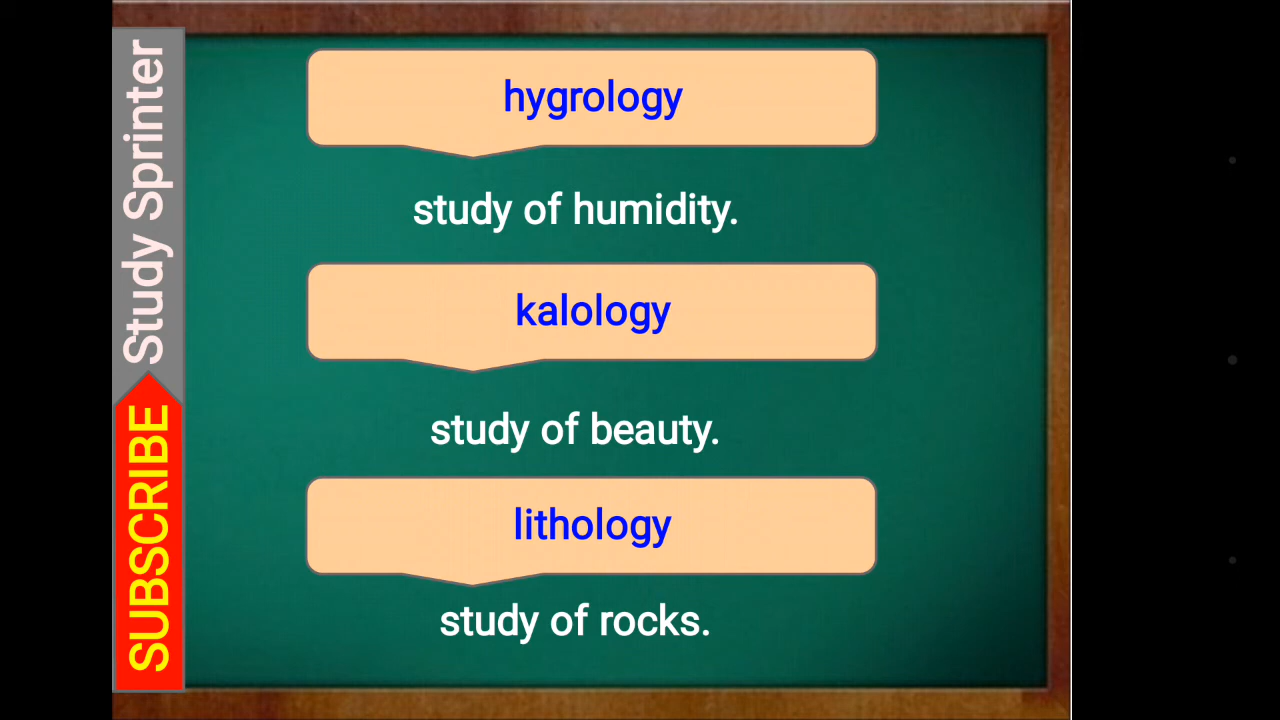 hygrology
study of humidity.
kalology
study of beauty.
lithology
study of rocks.
Study Sprinter
SUBSCRIBE